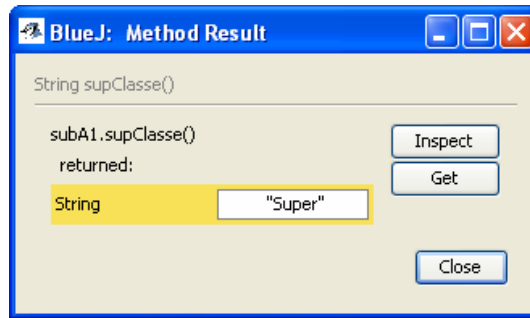 BlueJ: Method Result
String supClasse()
subA1.supClasse()
returned:
String "Super"
Inspect
Get
Close